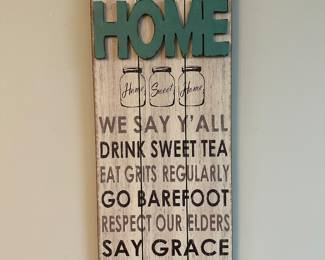 HOME
Home Sweet Home
WE SAY Y'ALL
DRINK SWEET TEA
EAT GRITS REGULARLY
GO BAREFOOT
RESPECT OUR ELDERS
SAY GRACE